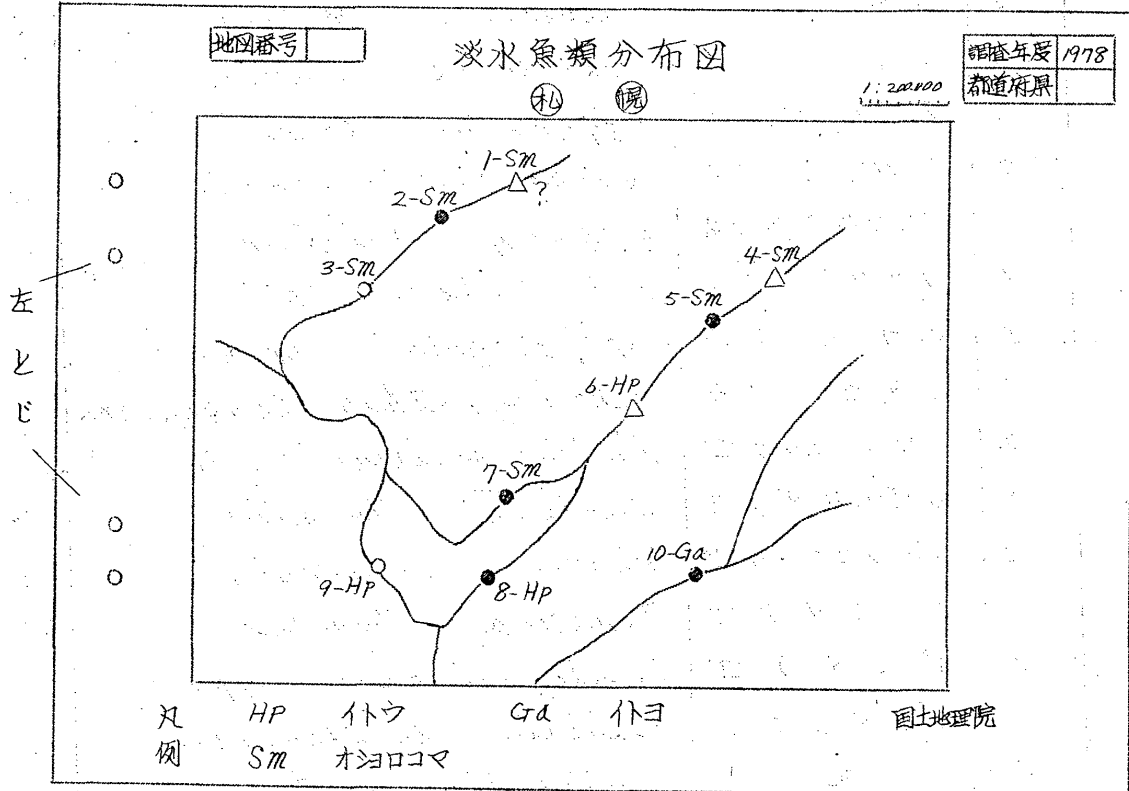 地図番号
淡水魚類分布図
調査年度 1978
都道府県
札 幌
1:200,000
1-Sm
?
2-Sm
3-Sm
4-Sm
5-Sm
6-Hp
7-Sm
8-Hp
9-Hp
10-Ga
左とじ
凡例
HP イトウ Ga イトヨ
Sm オショロコマ
国土地理院